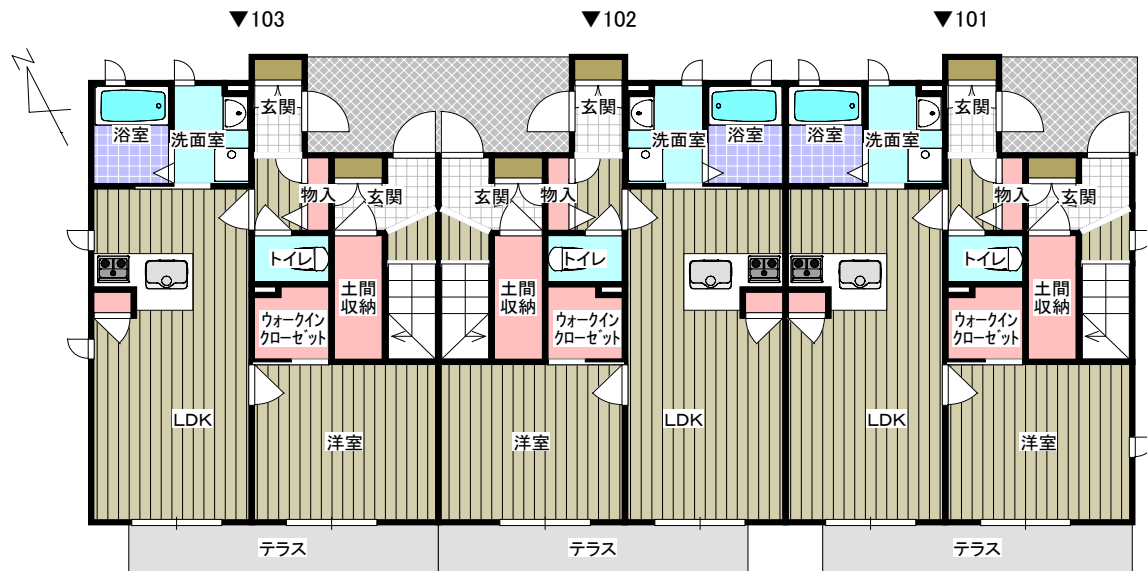 ▼103
▼102
▼101
N
玄関
玄関
玄関
浴室
洗面室
洗面室
浴室
浴室
洗面室
物入
玄関
玄関
物入
物入
玄関
トイレ
トイレ
トイレ
土間
収納
土間
収納
土間
収納
ウォークイン
クローゼット
ウォークイン
クローゼット
ウォークイン
クローゼット
LDK
洋室
洋室
LDK
LDK
洋室
テラス
テラス
テラス